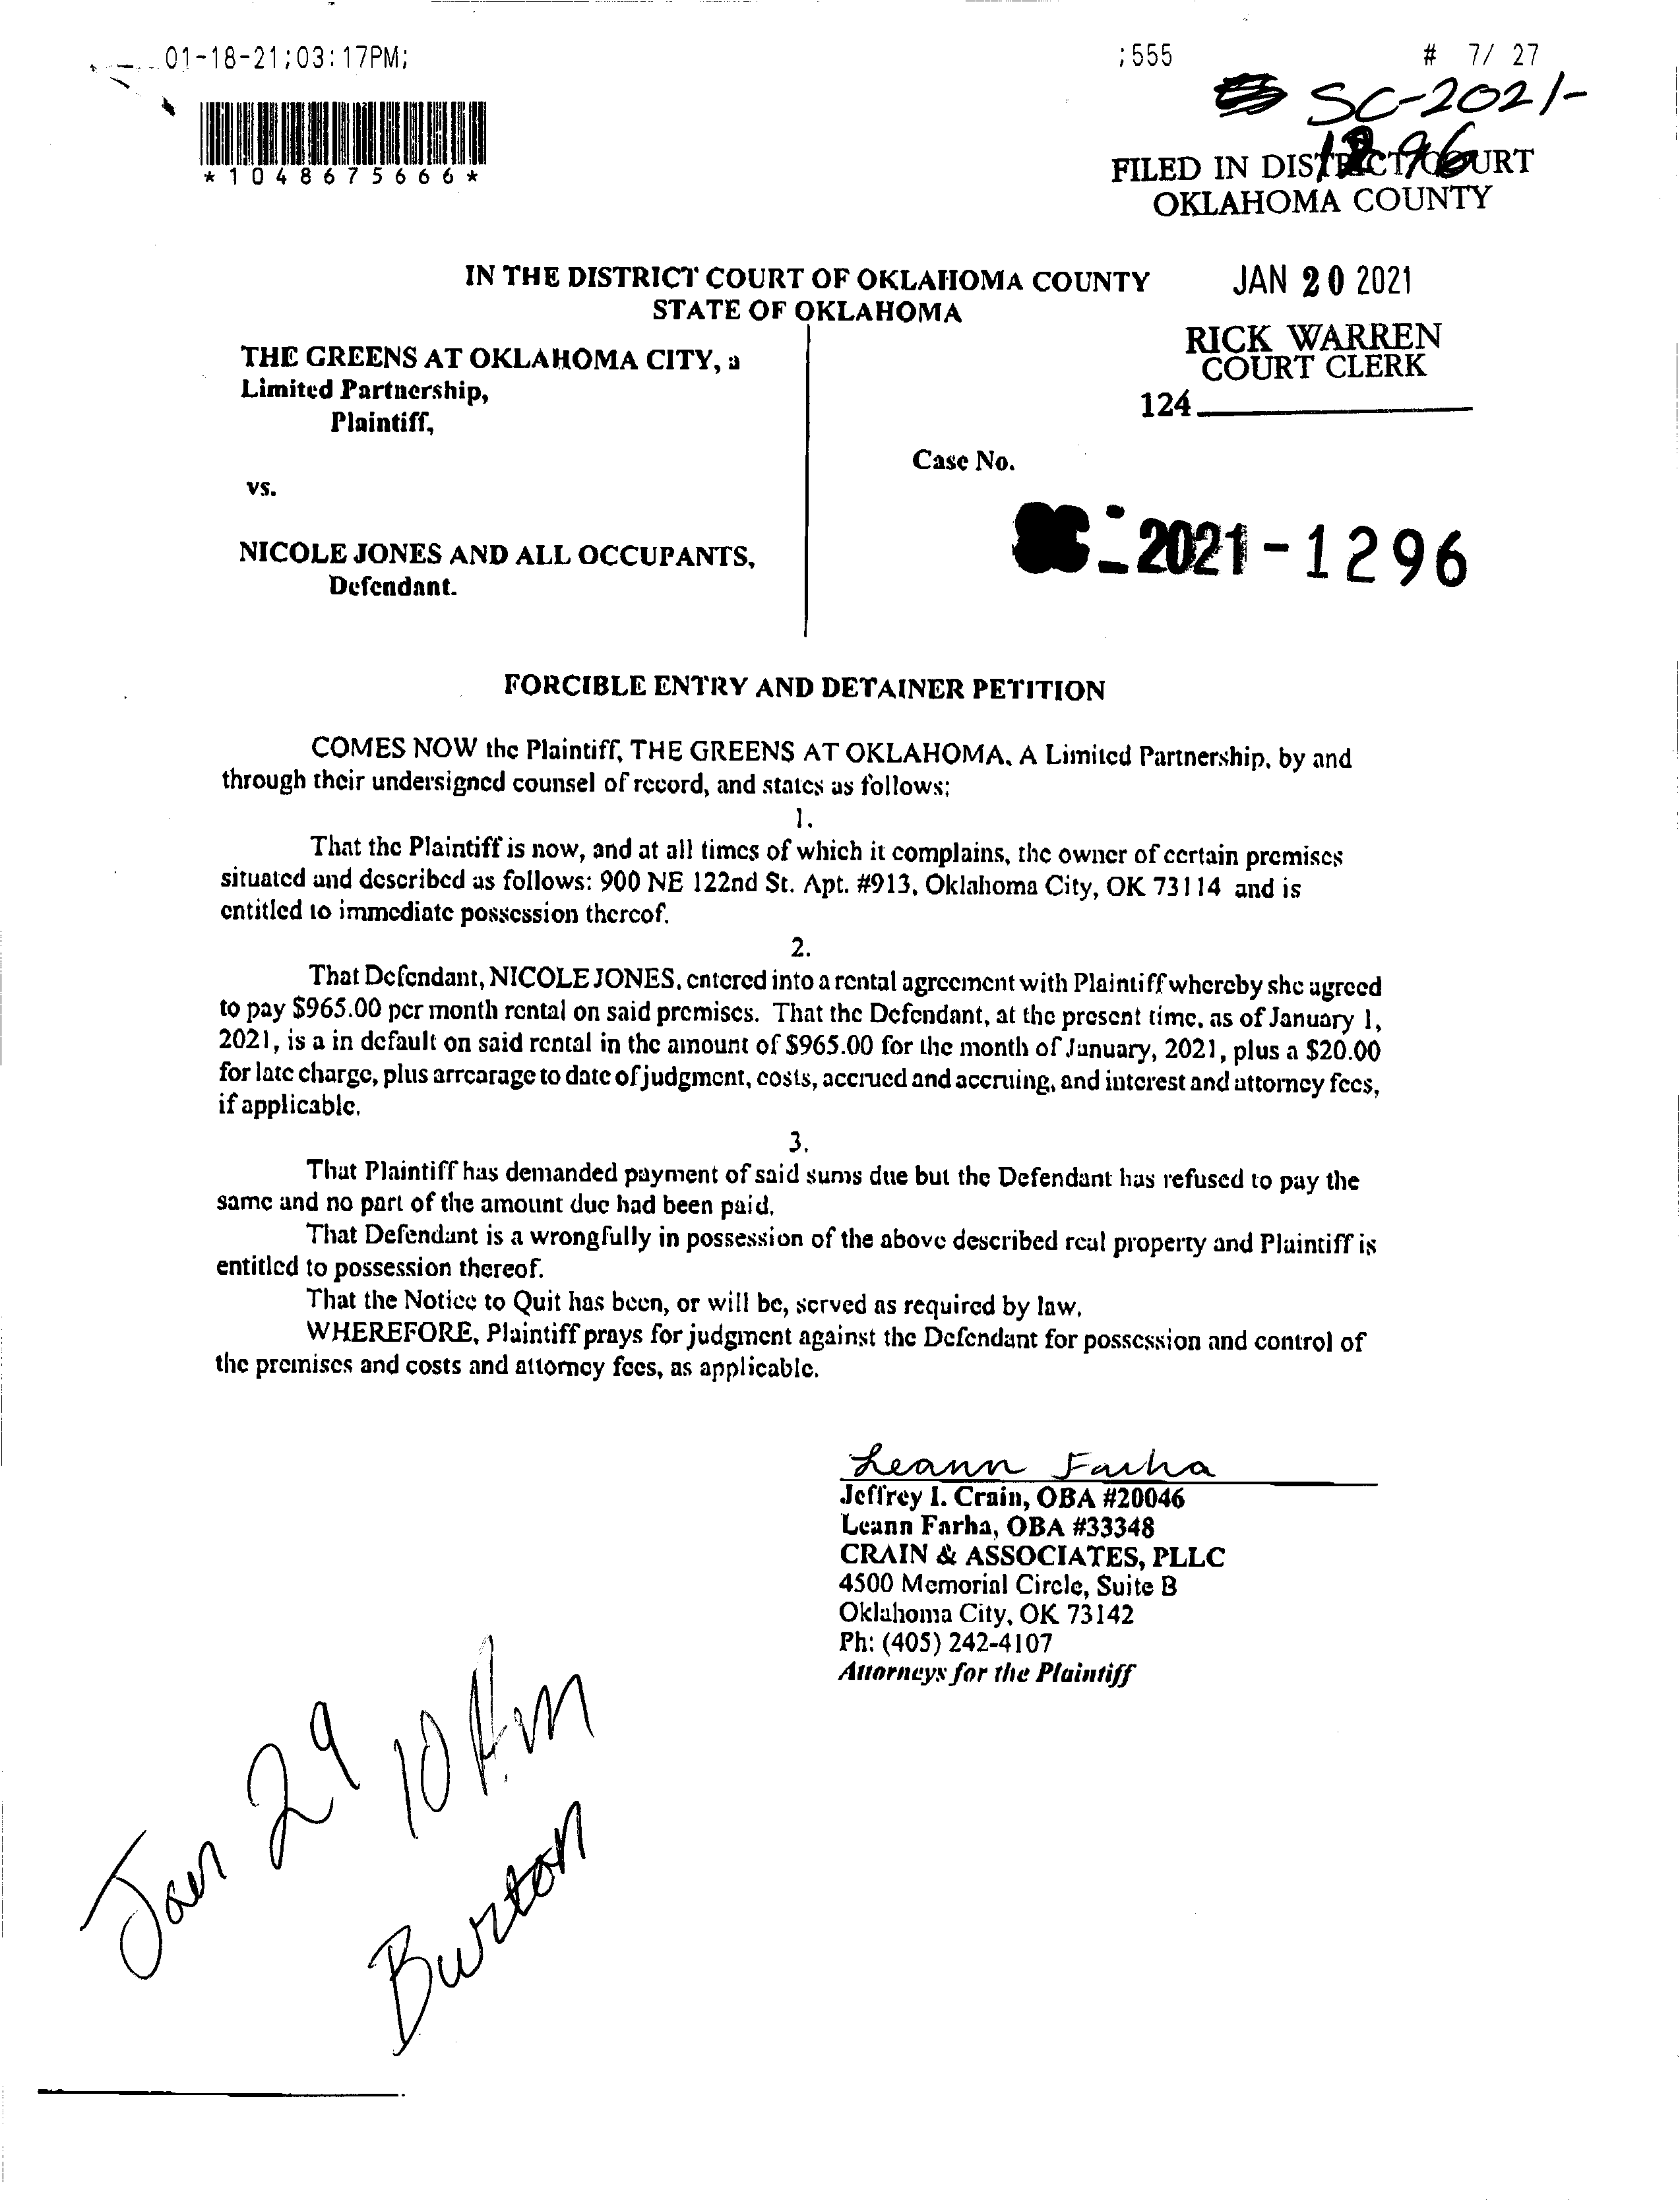 01-18-21;03:17PM; ;555 # 7/ 27
SC-2021-
1296
*1048675666*
FILED IN DISTRICT COURT
OKLAHOMA COUNTY
IN THE DISTRICT COURT OF OKLAHOMA COUNTY
STATE OF OKLAHOMA
JAN 20 2021
RICK WARREN
COURT CLERK
124
THE GREENS AT OKLAHOMA CITY, a
Limited Partnership,
Plaintiff,
vs.
NICOLE JONES AND ALL OCCUPANTS,
Defendant.
Case No.
SC-2021-1296
FORCIBLE ENTRY AND DETAINER PETITION
COMES NOW the Plaintiff, THE GREENS AT OKLAHOMA, A Limited Partnership, by and
through their undersigned counsel of record, and states as follows:
1.
That the Plaintiff is now, and at all times of which it complains, the owner of certain premises
situated and described as follows: 900 NE 122nd St. Apt. #913, Oklahoma City, OK 73114 and is
entitled to immediate possession thereof.
2.
That Defendant, NICOLE JONES, entered into a rental agreement with Plaintiff whereby she agreed
to pay $965.00 per month rental on said premises. That the Defendant, at the present time, as of January 1,
2021, is a in default on said rental in the amount of $965.00 for the month of January, 2021, plus a $20.00
for late charge, plus arrearage to date of judgment, costs, accrued and accruing, and interest and attorney fees,
if applicable.
3.
That Plaintiff has demanded payment of said sums due but the Defendant has refused to pay the
same and no part of the amount due had been paid.
That Defendant is a wrongfully in possession of the above described real property and Plaintiff is
entitled to possession thereof.
That the Notice to Quit has been, or will be, served as required by law.
WHEREFORE, Plaintiff prays for judgment against the Defendant for possession and control of
the premises and costs and attorney fees, as applicable.
Leann Farha
Jeffrey I. Crain, OBA #20046
Leann Farha, OBA #33348
CRAIN & ASSOCIATES, PLLC
4500 Memorial Circle, Suite B
Oklahoma City, OK 73142
Ph: (405) 242-4107
Attorneys for the Plaintiff
Jan 29 10 Am
Burton